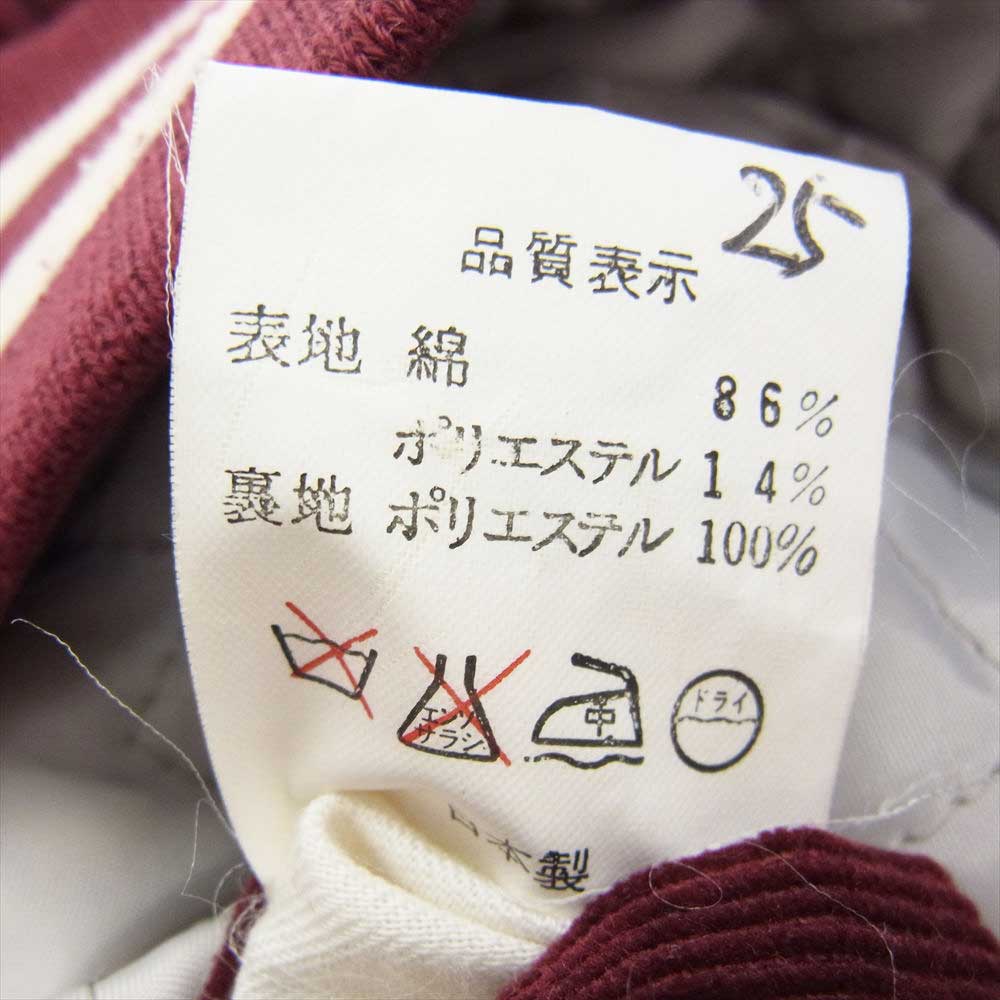 25
品質表示
表地 綿 86%
ポリエステル 14%
裏地 ポリエステル 100%
エンソ
サラシ
中
ドライ
日本製